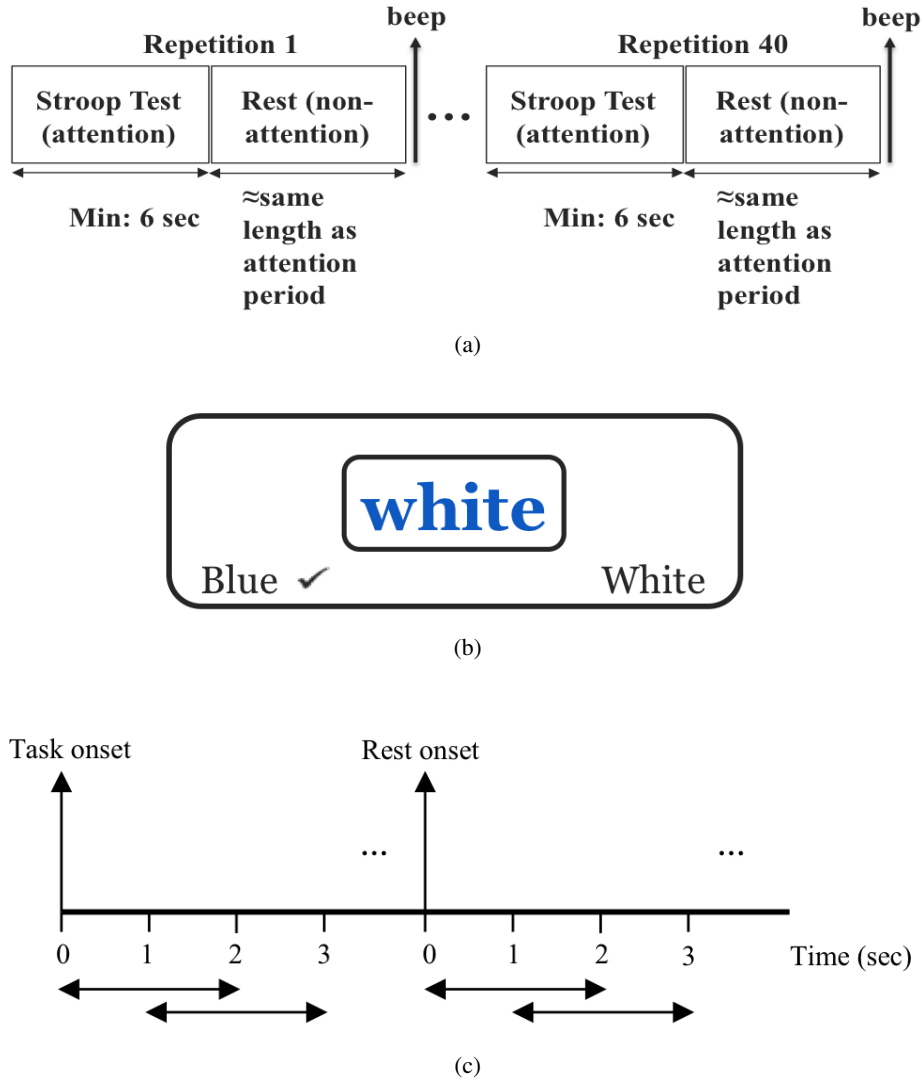 beep
beep
Repetition 1
Repetition 40
Stroop Test
(attention)
Rest (non-
attention)
...
Stroop Test
(attention)
Rest (non-
attention)
Min: 6 sec
≈same
length as
attention
period
Min: 6 sec
≈same
length as
attention
period
(a)
white
Blue ✓
White
(b)
Task onset
Rest onset
...
...
0 1 2 3 0 1 2 3 Time (sec)
(c)